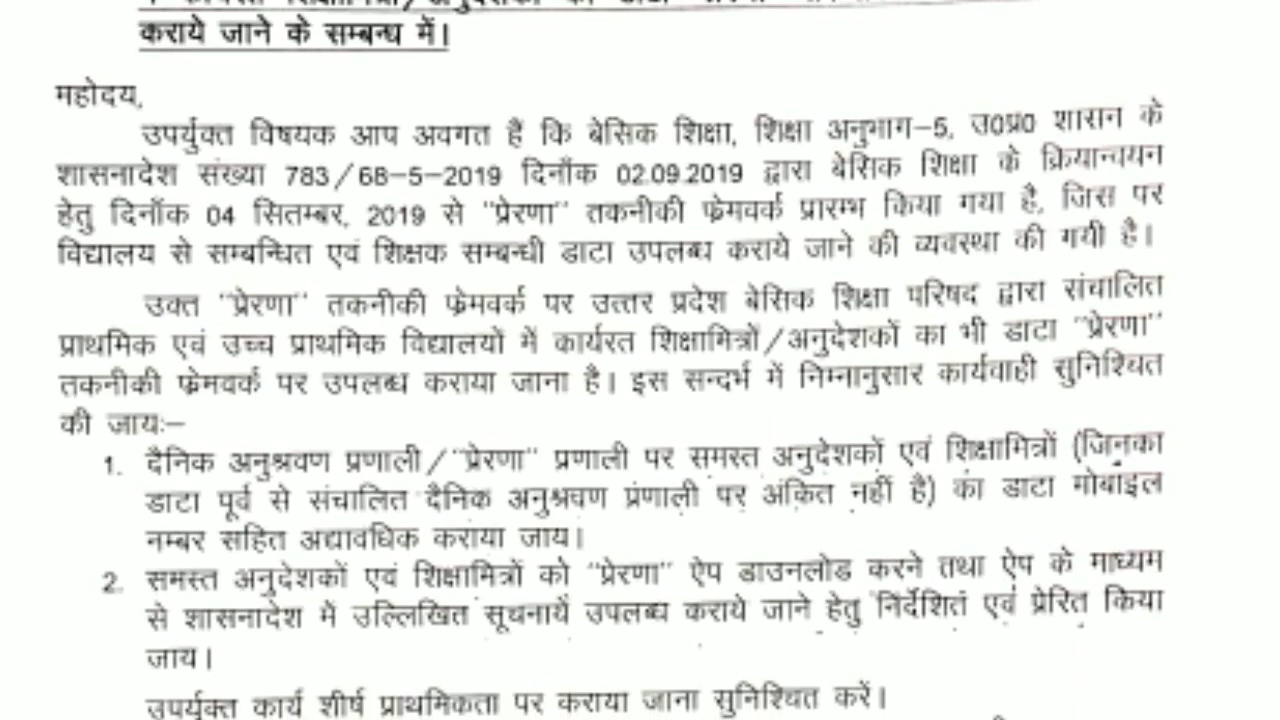 कराये जाने के सम्बन्ध में।
महोदय,
उपर्युक्त विषयक आप अवगत हैं कि बेसिक शिक्षा, शिक्षा अनुभाग-5, उ0प्र0 शासन के
शासनादेश संख्या 783/68-5-2019 दिनाँक 02.09.2019 द्वारा बेसिक शिक्षा के क्रियान्वयन
हेतु दिनाँक 04 सितम्बर, 2019 से "प्रेरणा" तकनीकी फ्रेमवर्क प्रारम्भ किया गया है, जिस पर
विद्यालय से सम्बन्धित एवं शिक्षक सम्बन्धी डाटा उपलब्ध कराये जाने की व्यवस्था की गयी है।
उक्त "प्रेरणा" तकनीकी फ्रेमवर्क पर उत्तर प्रदेश बेसिक शिक्षा परिषद द्वारा संचालित
प्राथमिक एवं उच्च प्राथमिक विद्यालयों में कार्यरत शिक्षामित्रों/अनुदेशकों का भी डाटा "प्रेरणा"
तकनीकी फ्रेमवर्क पर उपलब्ध कराया जाना है। इस सन्दर्भ में निम्नानुसार कार्यवाही सुनिश्चित
की जायः-
1. दैनिक अनुश्रवण प्रणाली/"प्रेरणा" प्रणाली पर समस्त अनुदेशकों एवं शिक्षामित्रों (जिनका
डाटा पूर्व से संचालित दैनिक अनुश्रवण प्रणाली पर अंकित नहीं है) का डाटा मोबाइल
नम्बर सहित अद्यावधिक कराया जाय।
2. समस्त अनुदेशकों एवं शिक्षामित्रों को "प्रेरणा" ऐप डाउनलोड करने तथा ऐप के माध्यम
से शासनादेश में उल्लिखित सूचनायें उपलब्ध कराये जाने हेतु निर्देशित एवं प्रेरित किया
जाय।
उपर्युक्त कार्य शीर्ष प्राथमिकता पर कराया जाना सुनिश्चित करें।